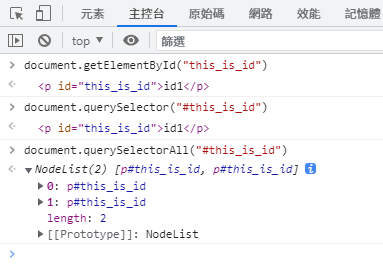 元素 主控台 原始碼 網路 效能 記憶體
top 篩選
document.getElementById("this_is_id")
<p id="this_is_id">id1</p>
document.querySelector("#this_is_id")
<p id="this_is_id">id1</p>
document.querySelectorAll("#this_is_id")
NodeList(2) [p#this_is_id, p#this_is_id]
0: p#this_is_id
1: p#this_is_id
length: 2
[[Prototype]]: NodeList